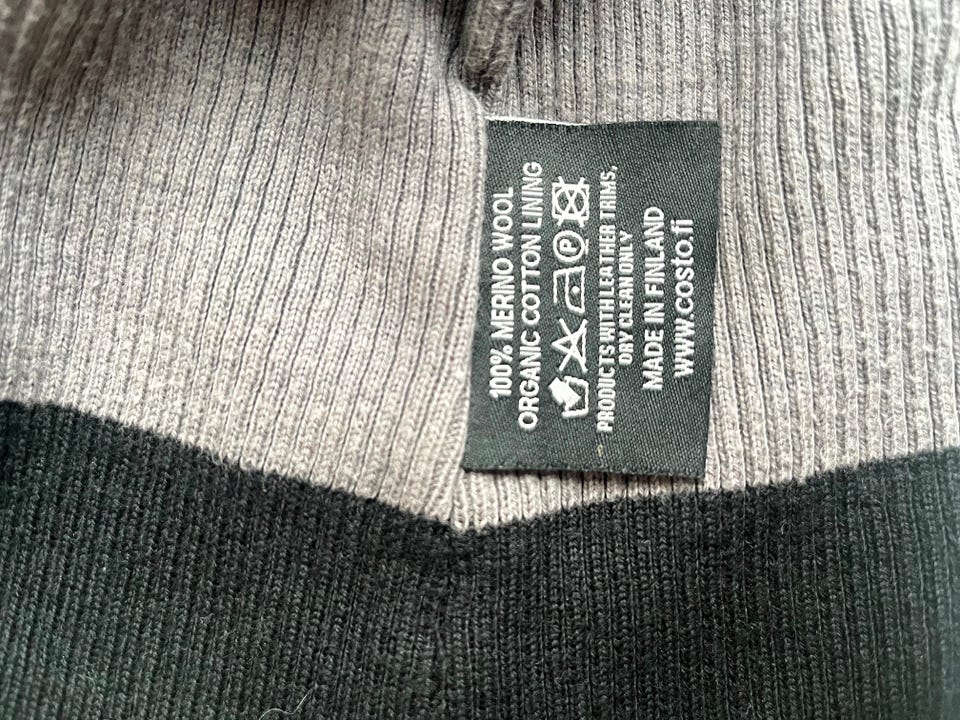 100% MERINO WOOL
ORGANIC COTTON LINING
P
PRODUCTS WITH LEATHER TRIMS,
DRY CLEAN ONLY
MADE IN FINLAND
www.costo.fi